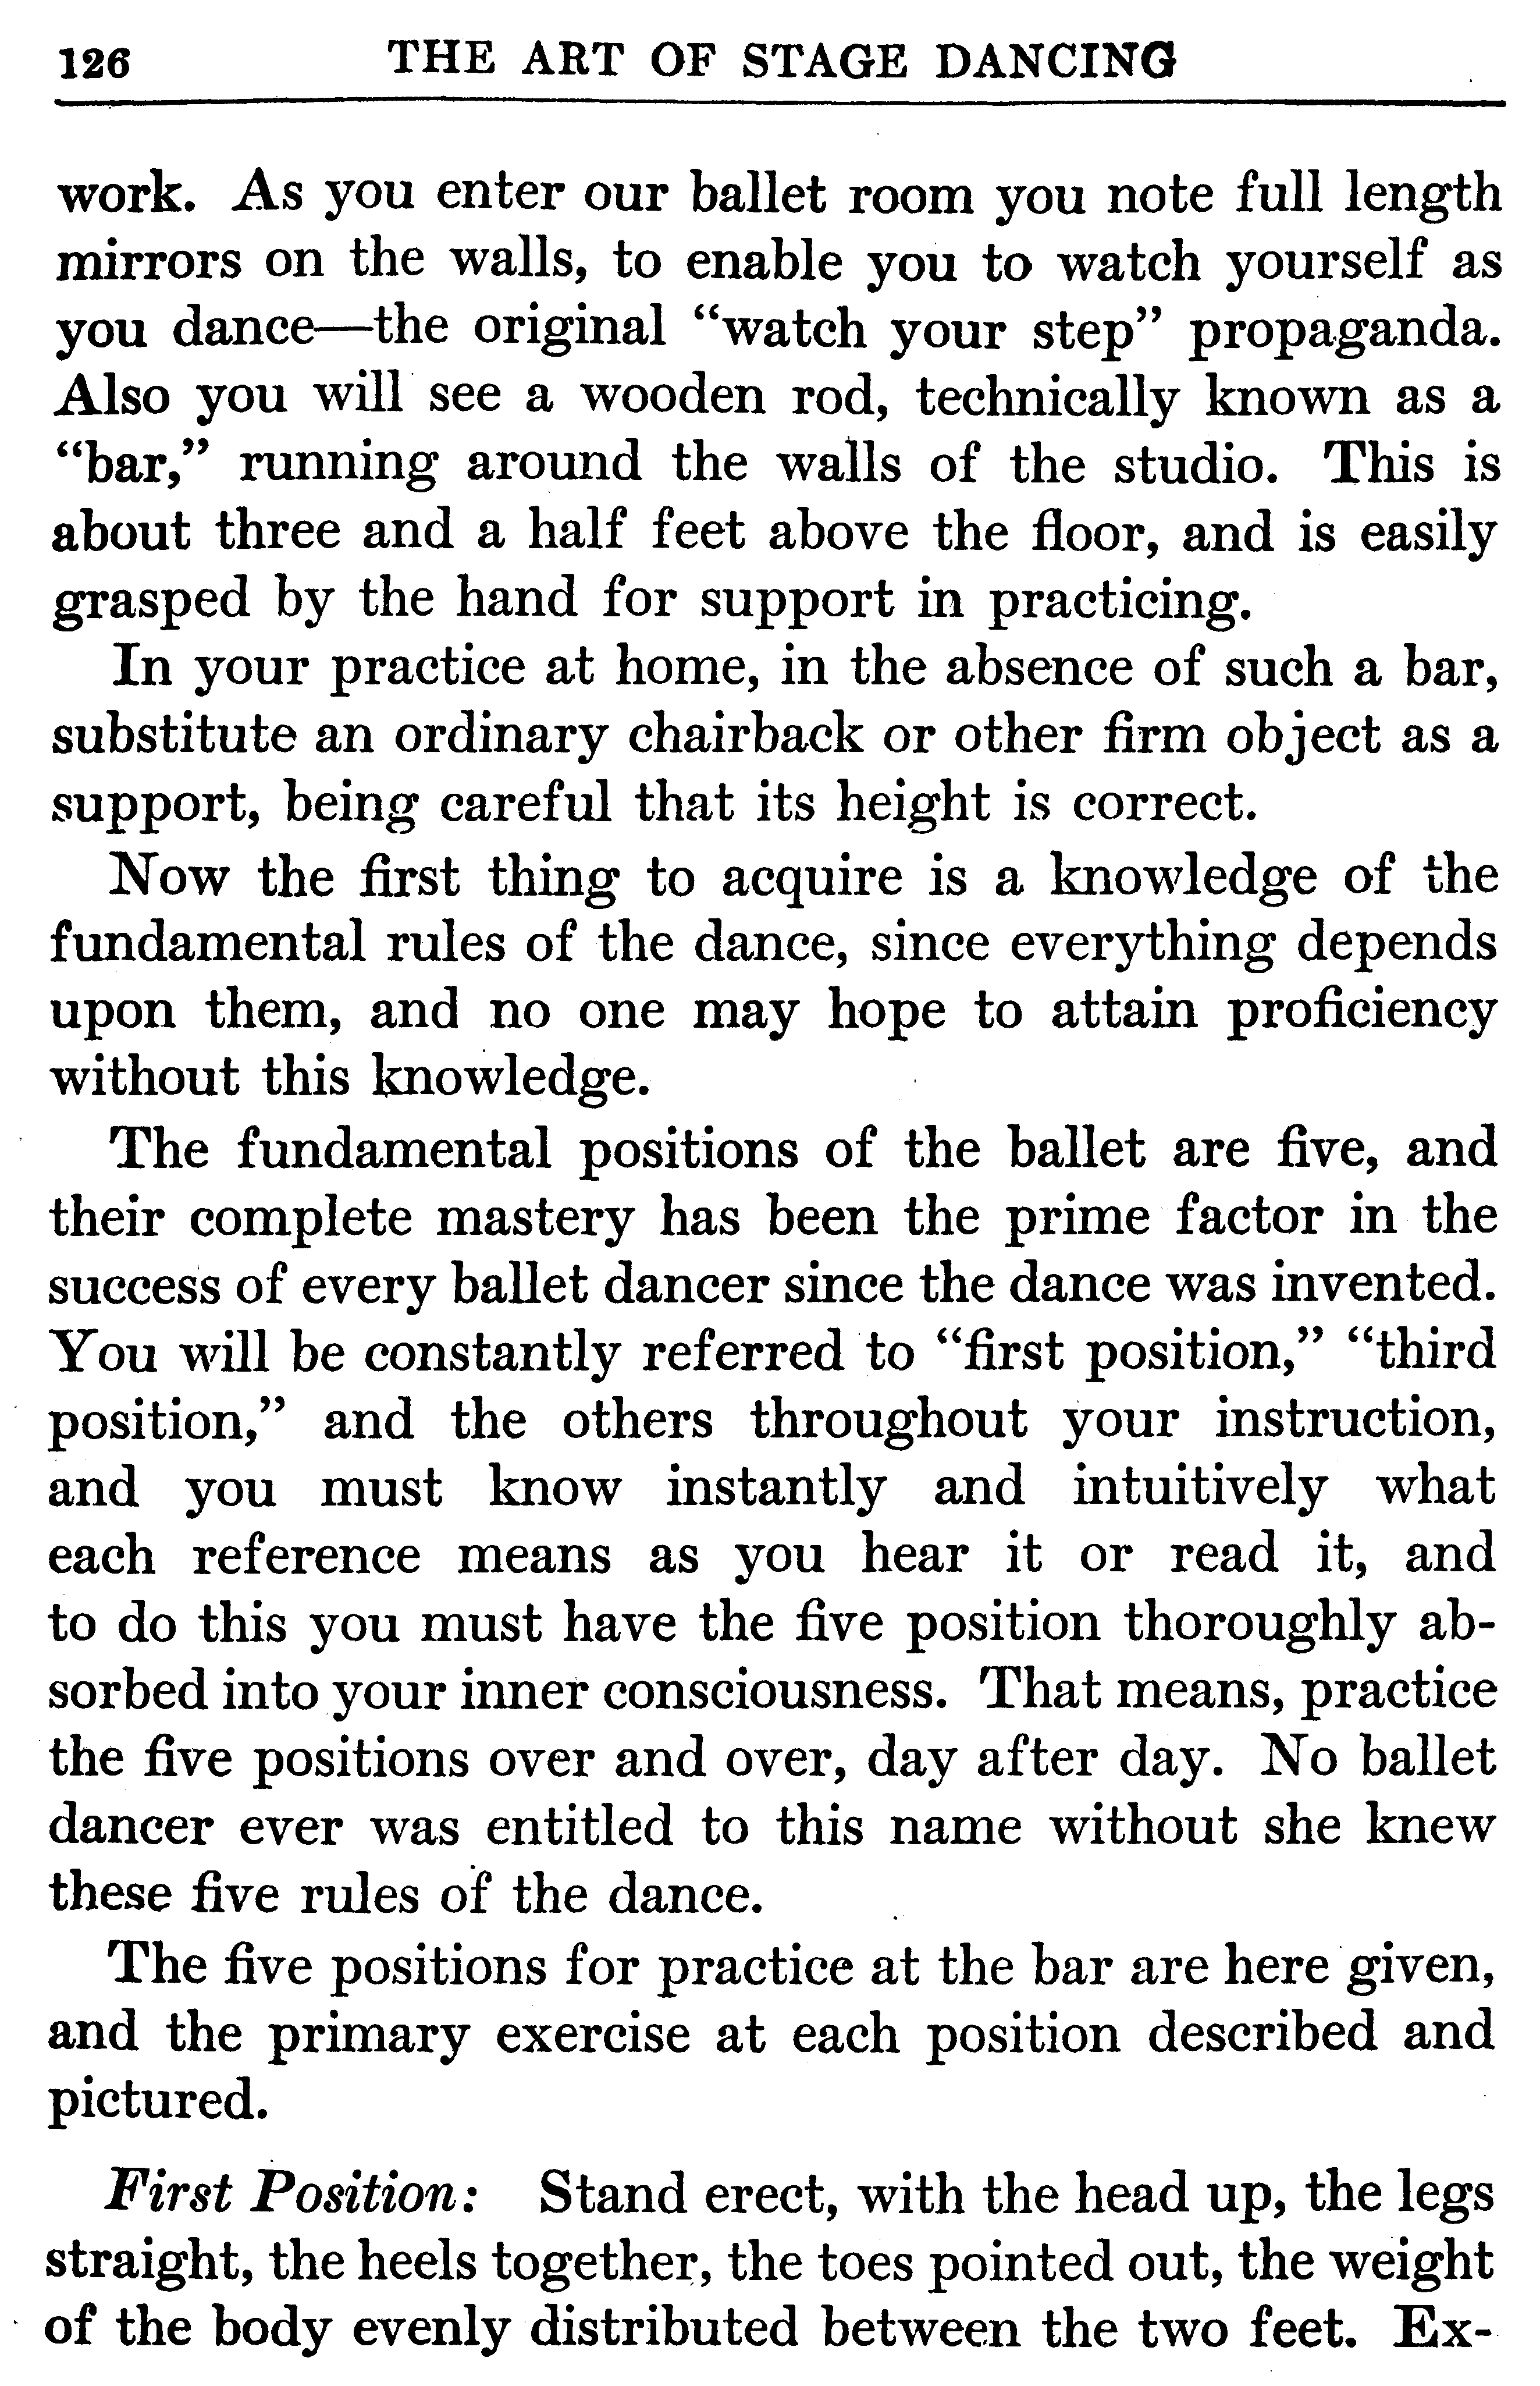 126 THE ART OF STAGE DANCING
work. As you enter our ballet room you note full length
mirrors on the walls, to enable you to watch yourself as
you dance—the original “watch your step” propaganda.
Also you will see a wooden rod, technically known as a
“bar,” running around the walls of the studio. This is
about three and a half feet above the floor, and is easily
grasped by the hand for support in practicing.
In your practice at home, in the absence of such a bar,
substitute an ordinary chairback or other firm object as a
support, being careful that its height is correct.
Now the first thing to acquire is a knowledge of the
fundamental rules of the dance, since everything depends
upon them, and no one may hope to attain proficiency
without this knowledge.
The fundamental positions of the ballet are five, and
their complete mastery has been the prime factor in the
success of every ballet dancer since the dance was invented.
You will be constantly referred to “first position,” “third
position,” and the others throughout your instruction,
and you must know instantly and intuitively what
each reference means as you hear it or read it, and
to do this you must have the five position thoroughly ab-
sorbed into your inner consciousness. That means, practice
the five positions over and over, day after day. No ballet
dancer ever was entitled to this name without she knew
these five rules of the dance.
The five positions for practice at the bar are here given,
and the primary exercise at each position described and
pictured.
First Position: Stand erect, with the head up, the legs
straight, the heels together, the toes pointed out, the weight
of the body evenly distributed between the two feet. Ex-